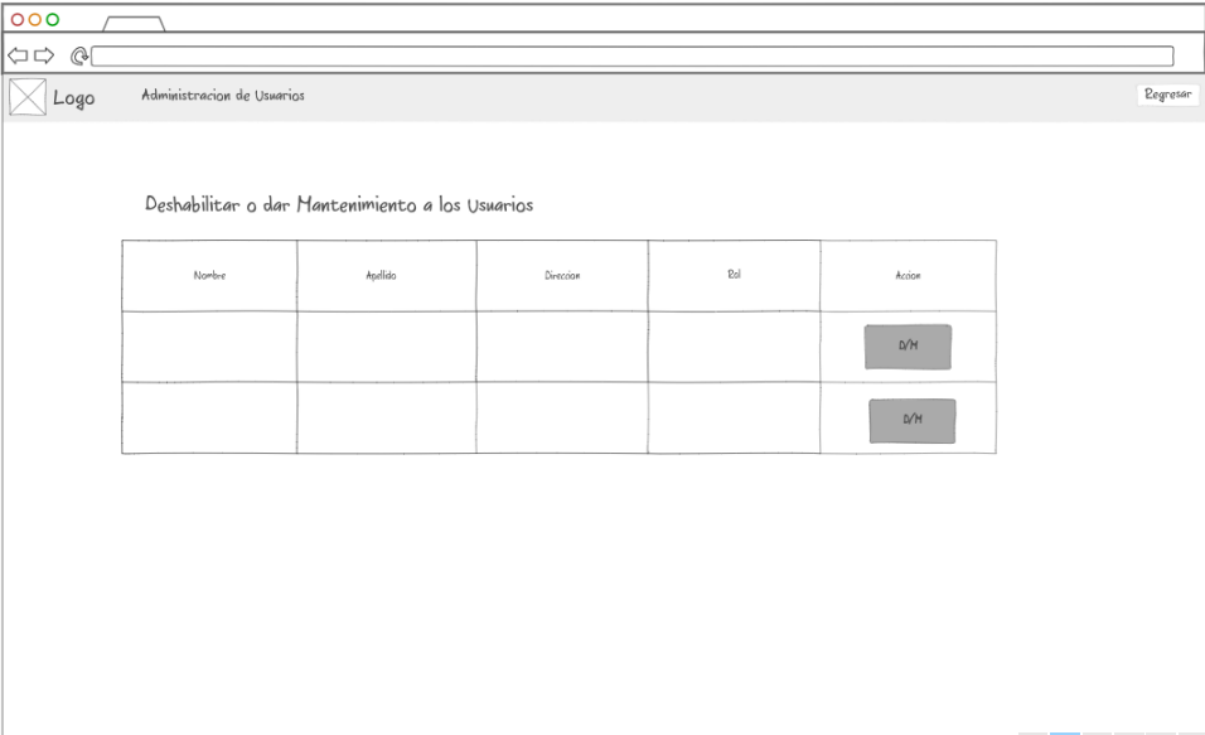 Logo
Administracion de Usuarios
Regresar
Deshabilitar o dar Mantenimiento a los Usuarios
Nombre
Apellido
Direccion
Rol
Accion
D/M
D/M